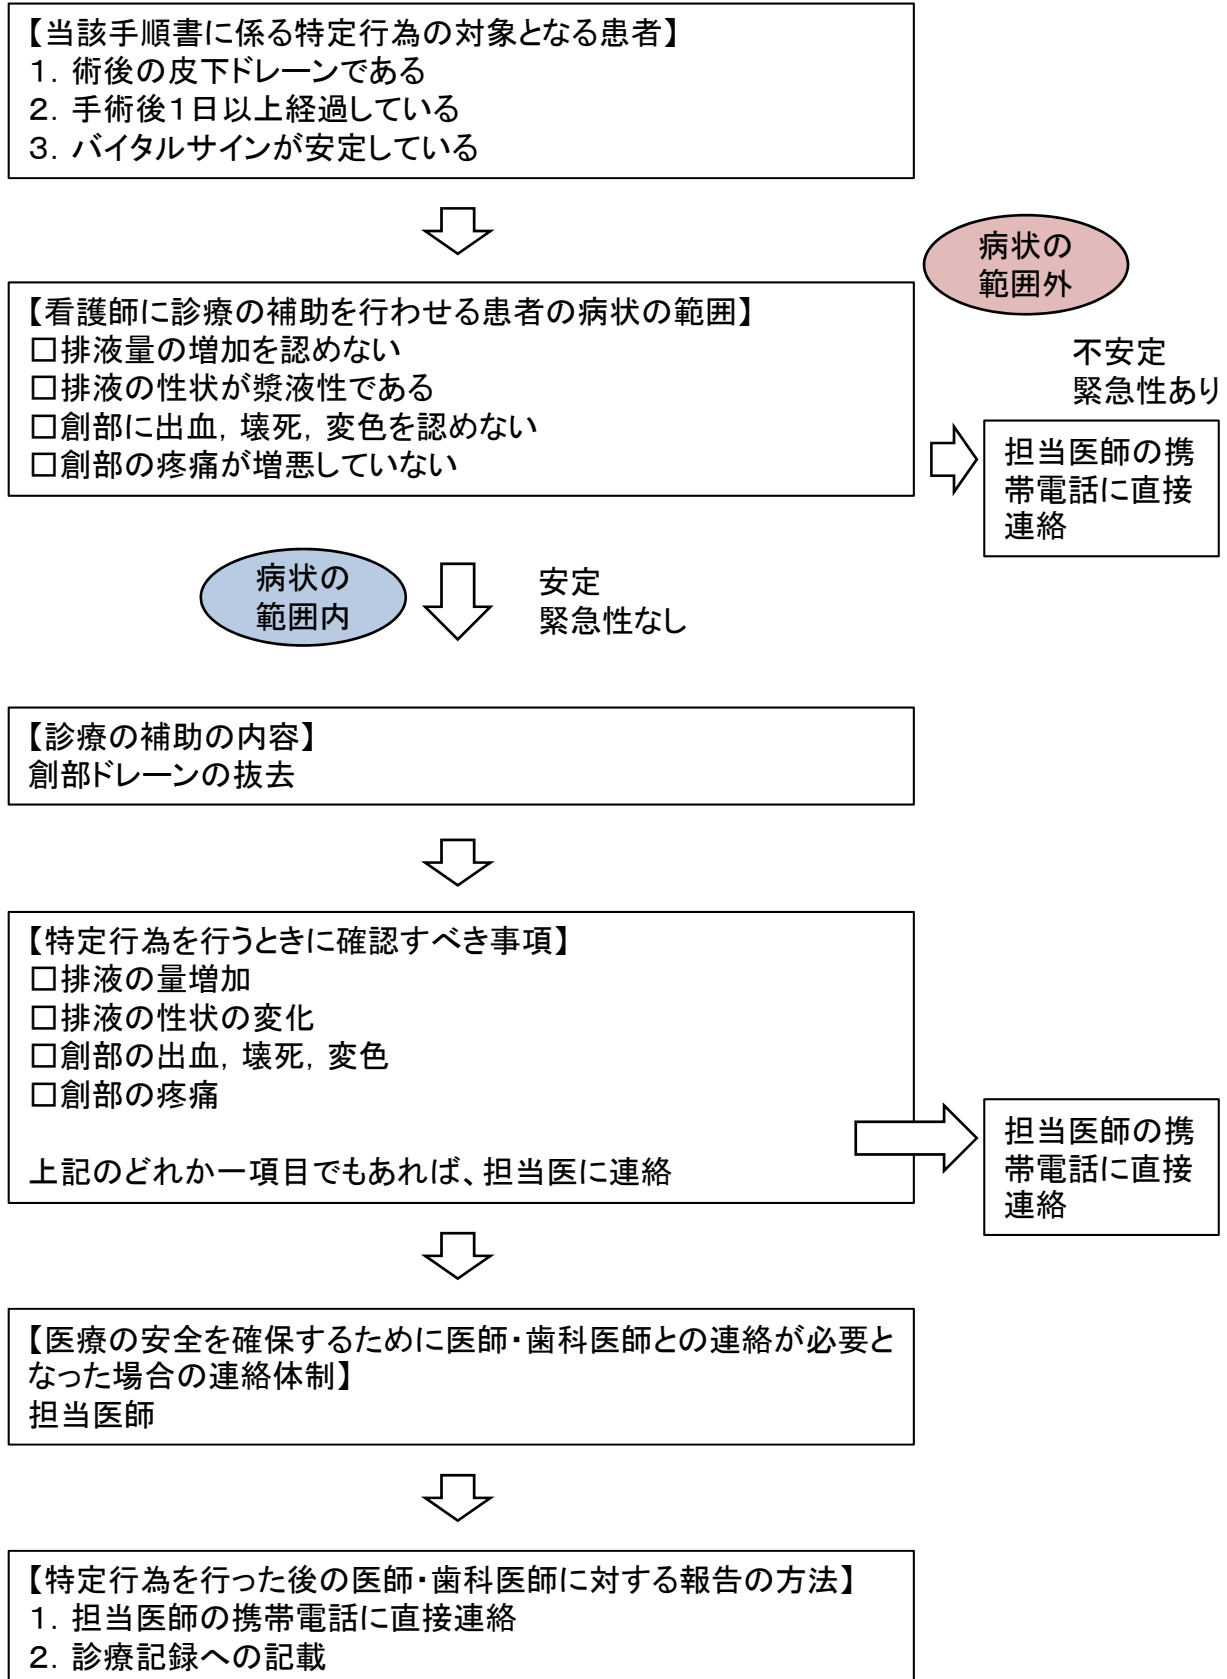 【当該手順書に係る特定行為の対象となる患者】
１．術後の皮下ドレーンである
２．手術後１日以上経過している
３．バイタルサインが安定している
病状の
範囲外
【看護師に診療の補助を行わせる患者の病状の範囲】
□排液量の増加を認めない
□排液の性状が漿液性である
□創部に出血，壊死，変色を認めない
□創部の疼痛が増悪していない
不安定
緊急性あり
担当医師の携
帯電話に直接
連絡
病状の
範囲内
安定
緊急性なし
【診療の補助の内容】
創部ドレーンの抜去
【特定行為を行うときに確認すべき事項】
□排液の量増加
□排液の性状の変化
□創部の出血，壊死，変色
□創部の疼痛
上記のどれか一項目でもあれば、担当医に連絡
担当医師の携
帯電話に直接
連絡
【医療の安全を確保するために医師・歯科医師との連絡が必要と
なった場合の連絡体制】
担当医師
【特定行為を行った後の医師・歯科医師に対する報告の方法】
１．担当医師の携帯電話に直接連絡
２．診療記録への記載